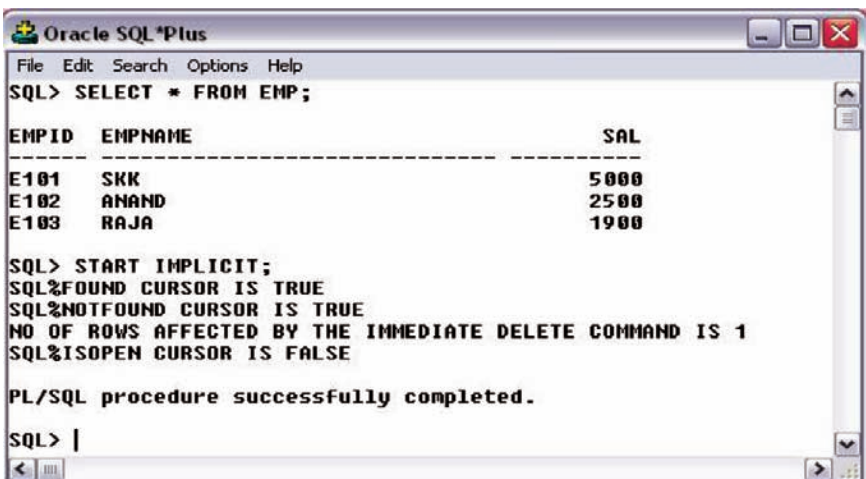 Oracle SQL*Plus
File Edit Search Options Help
SQL> SELECT * FROM EMP;
EMPID EMPNAME SAL
------ ------------------------------ ----------
E101 SKK 5000
E102 ANAND 2500
E103 RAJA 1900
SQL> START IMPLICIT;
SQL%FOUND CURSOR IS TRUE
SQL%NOTFOUND CURSOR IS TRUE
NO OF ROWS AFFECTED BY THE IMMEDIATE DELETE COMMAND IS 1
SQL%ISOPEN CURSOR IS FALSE
PL/SQL procedure successfully completed.
SQL>